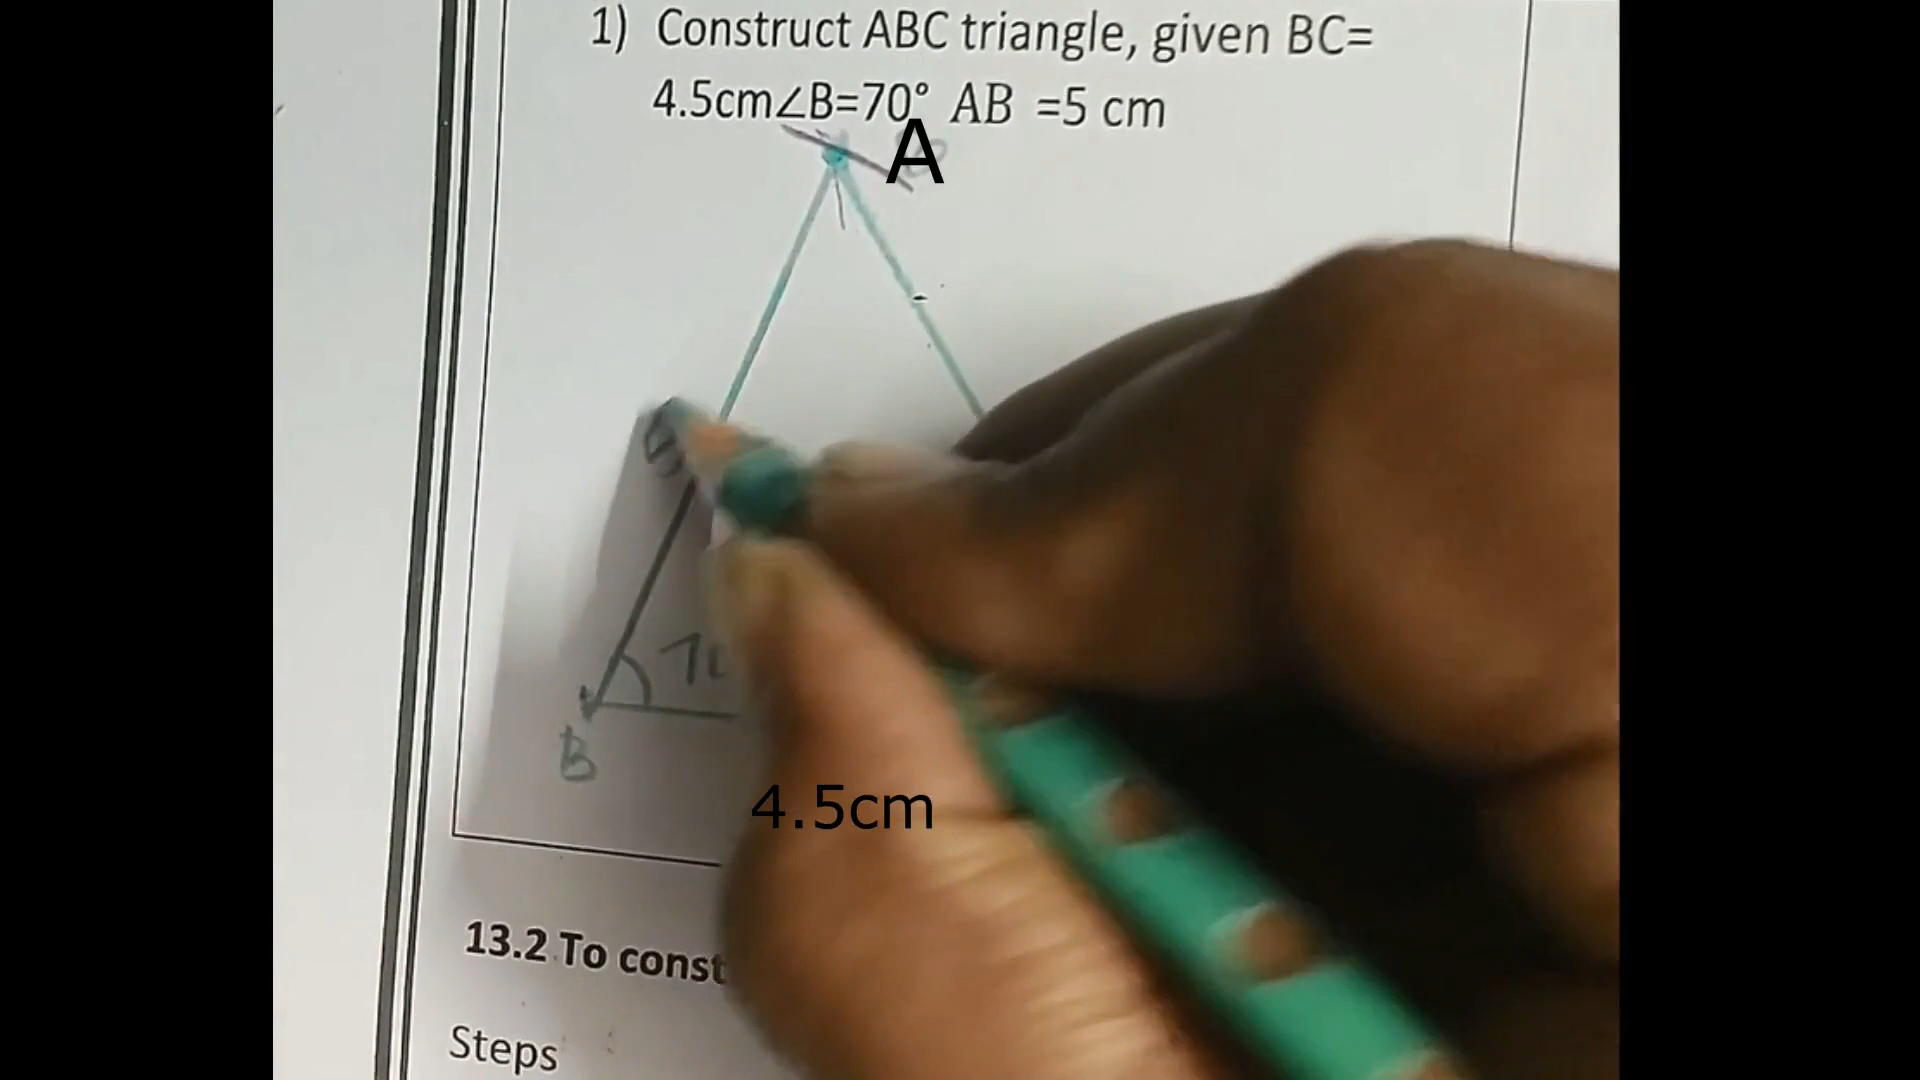 1) Construct ABC triangle, given BC=
4.5cm∠B=70° AB =5 cm
A
5
B
4.5cm
13.2 To const
Steps